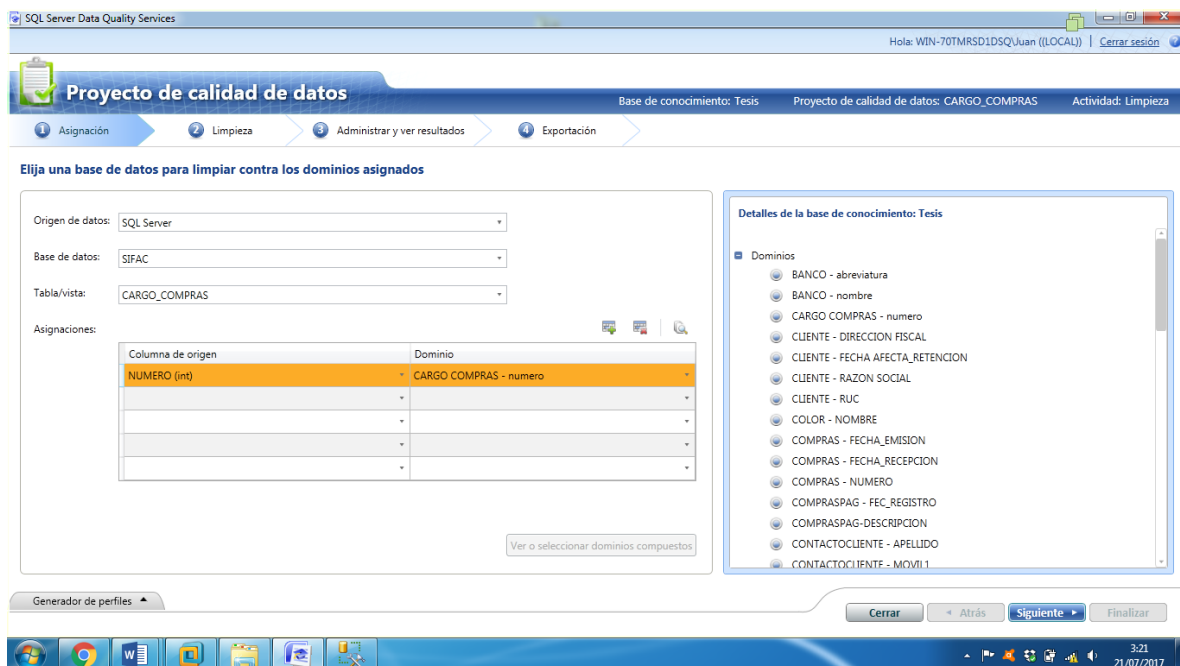 SQL Server Data Quality Services
Hola: WIN-70TMRSD1DSQ\Juan ((LOCAL)) | Cerrar sesión
Proyecto de calidad de datos
Base de conocimiento: Tesis Proyecto de calidad de datos: CARGO_COMPRAS Actividad: Limpieza
1 Asignación 2 Limpieza 3 Administrar y ver resultados 4 Exportación
Elija una base de datos para limpiar contra los dominios asignados
Origen de datos: SQL Server
Base de datos: SIFAC
Tabla/vista: CARGO_COMPRAS
Asignaciones:
Columna de origen Dominio
NUMERO (int) CARGO COMPRAS - numero
Ver o seleccionar dominios compuestos
Detalles de la base de conocimiento: Tesis
Dominios
BANCO - abreviatura
BANCO - nombre
CARGO COMPRAS - numero
CLIENTE - DIRECCION FISCAL
CLIENTE - FECHA AFECTA_RETENCION
CLIENTE - RAZON SOCIAL
CLIENTE - RUC
COLOR - NOMBRE
COMPRAS - FECHA_EMISION
COMPRAS - FECHA_RECEPCION
COMPRAS - NUMERO
COMPRASPAG - FEC_REGISTRO
COMPRASPAG-DESCRIPCION
CONTACTOCLIENTE - APELLIDO
CONTACTOCLIENTE - MOVIL1
Generador de perfiles
Cerrar Atrás Siguiente Finalizar
3:21
21/07/2017